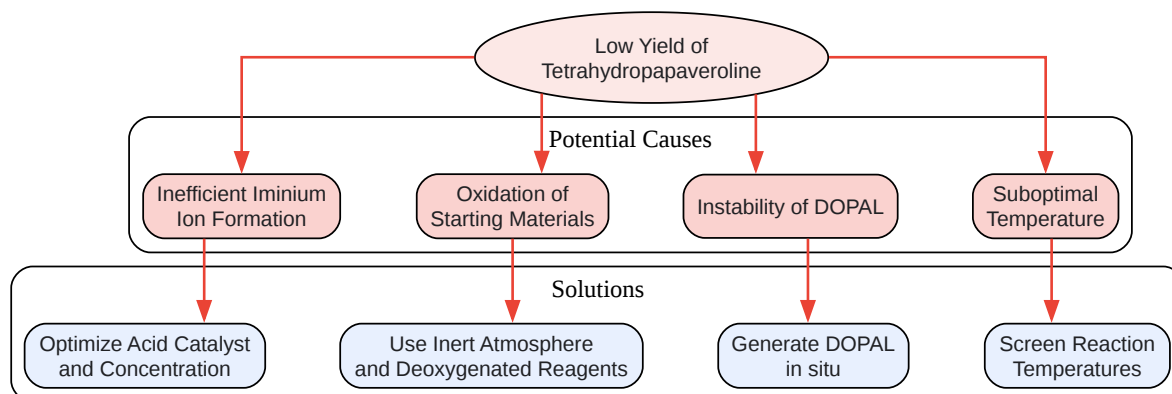 Low Yield of
Tetrahydropapaveroline
Potential Causes
Inefficient Iminium
Ion Formation
Oxidation of
Starting Materials
Instability of DOPAL
Suboptimal
Temperature
Solutions
Optimize Acid Catalyst
and Concentration
Use Inert Atmosphere
and Deoxygenated Reagents
Generate DOPAL
in situ
Screen Reaction
Temperatures